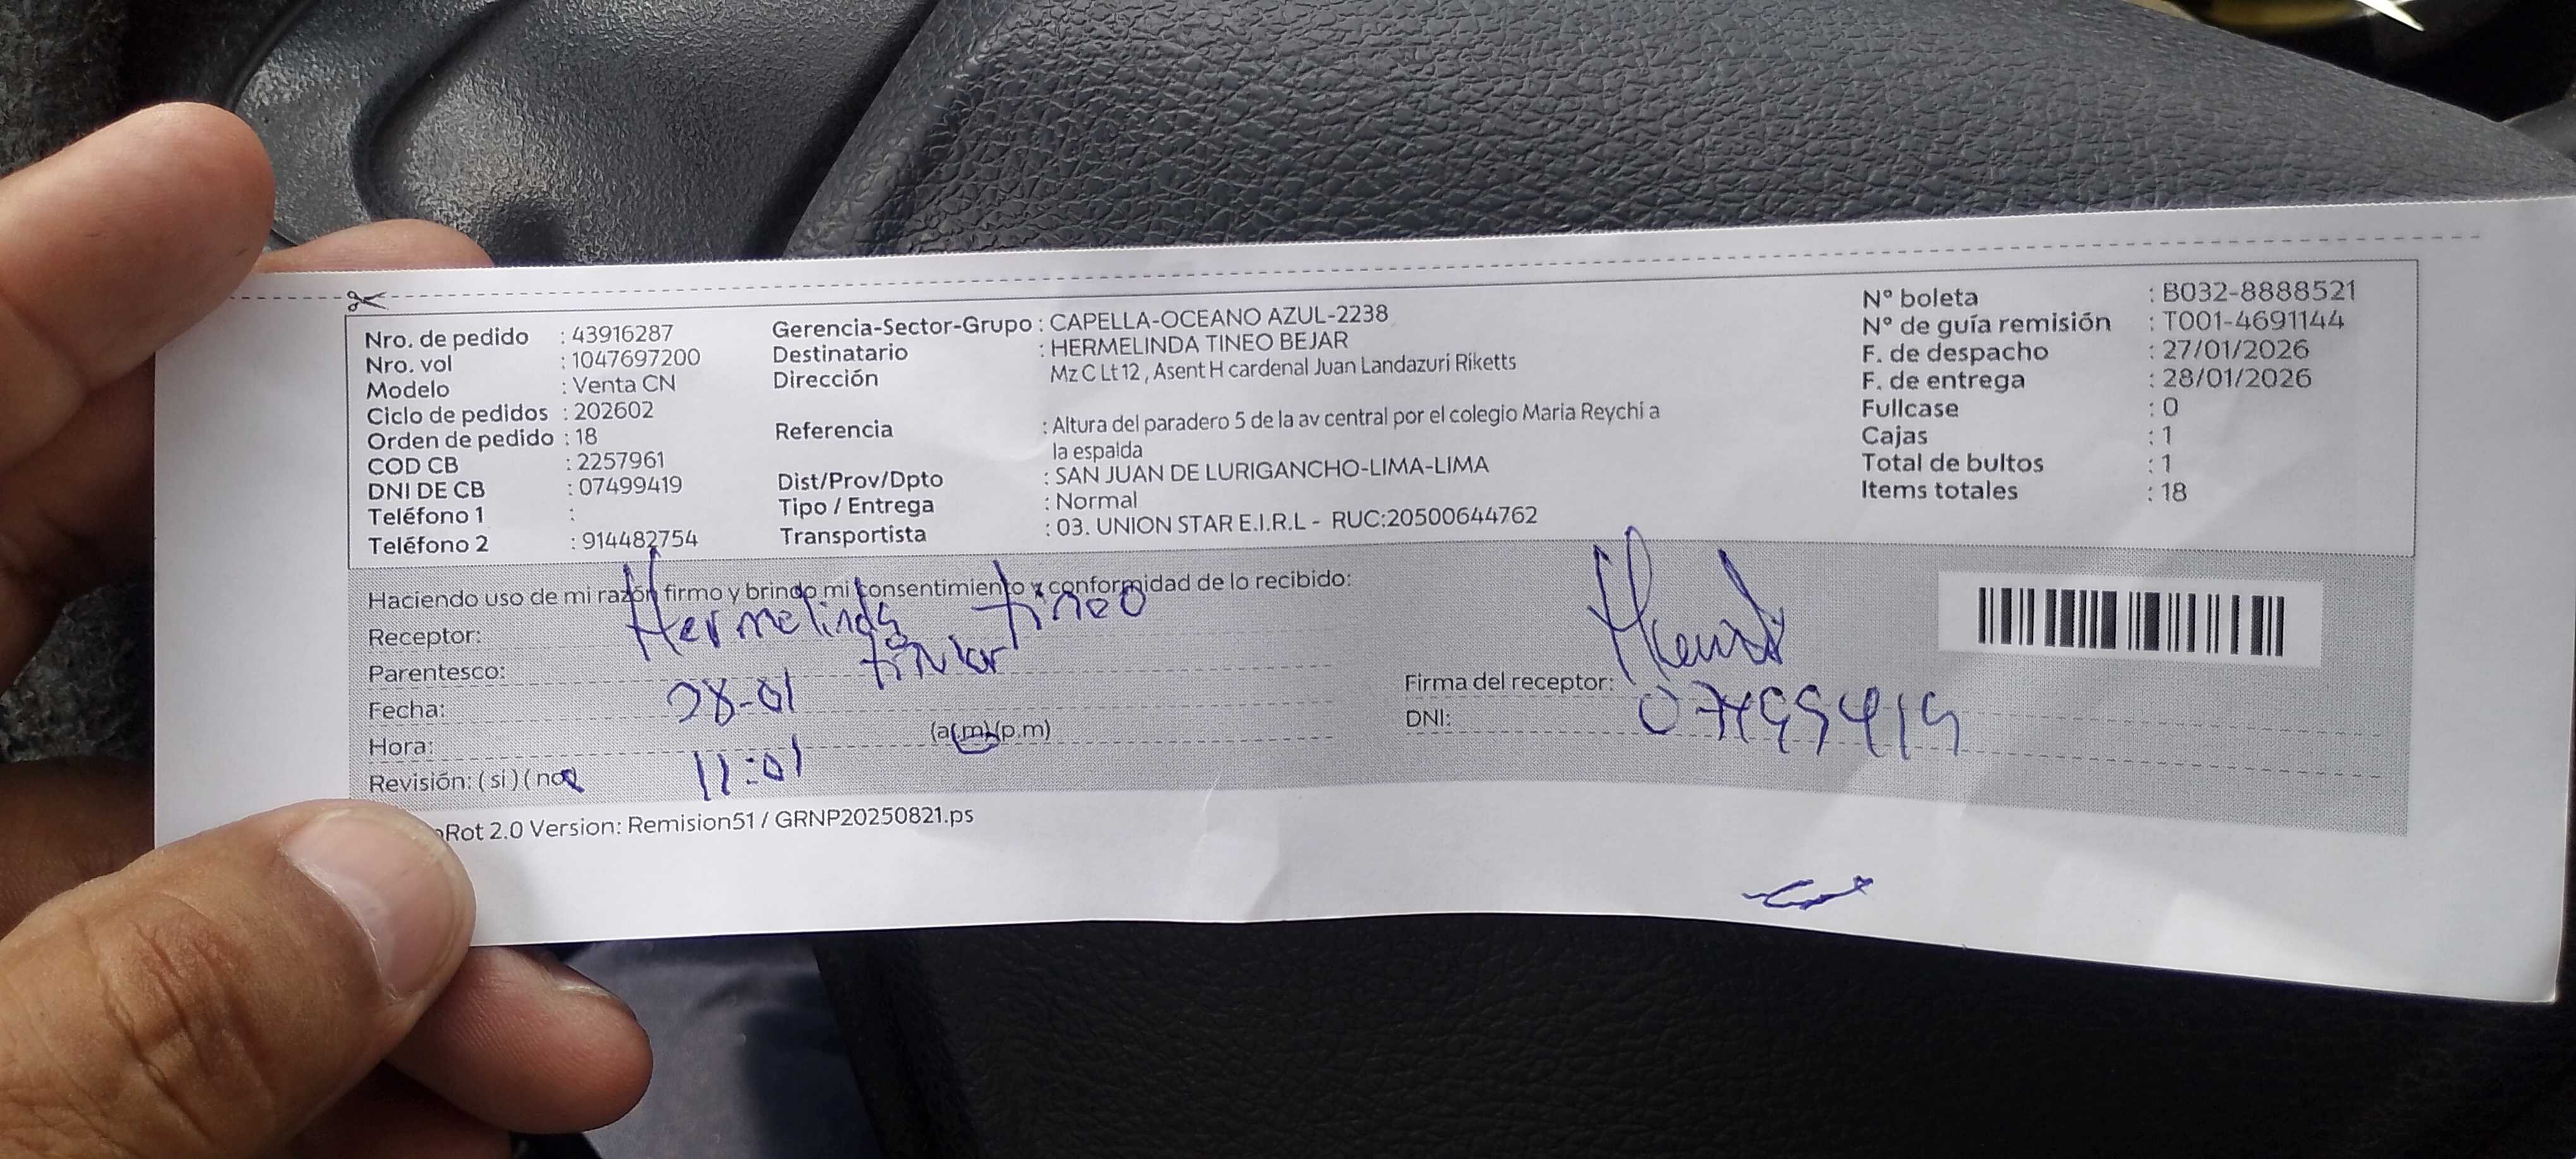 Nro. de pedido : 43916287
Nro. vol : 1047697200
Modelo : Venta CN
Ciclo de pedidos : 202602
Orden de pedido : 18
COD CB : 2257961
DNI DE CB : 07499419
Teléfono 1 :
Teléfono 2 : 914482754
Gerencia-Sector-Grupo : CAPELLA-OCEANO AZUL-2238
Destinatario : HERMELINDA TINEO BEJAR
Dirección Mz C Lt 12 , Asent H cardenal Juan Landazuri Riketts
Referencia : Altura del paradero 5 de la av central por el colegio Maria Reychi a
la espalda
Dist/Prov/Dpto : SAN JUAN DE LURIGANCHO-LIMA-LIMA
Tipo / Entrega : Normal
Transportista : 03. UNION STAR E.I.R.L - RUC:20500644762
N° boleta : B032-8888521
N° de guía remisión : T001-4691144
F. de despacho : 27/01/2026
F. de entrega : 28/01/2026
Fullcase : 0
Cajas : 1
Total de bultos : 1
Items totales : 18
Haciendo uso de mi razón firmo y brindo mi consentimiento y conformidad de lo recibido:
Receptor: Hermelinda tineo
Parentesco: titular
Fecha: 28-01
Hora: 11:01 (a.m)(p.m)
Revisión: ( si ) ( no
Firma del receptor:
DNI: 07499419
Rot 2.0 Version: Remision51 / GRNP20250821.ps